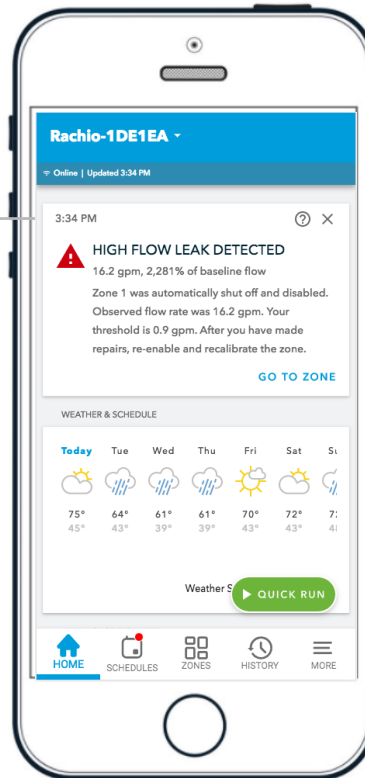 Rachio-1DE1EA
Online | Updated 3:34 PM
3:34 PM
HIGH FLOW LEAK DETECTED
16.2 gpm, 2,281% of baseline flow
Zone 1 was automatically shut off and disabled.
Observed flow rate was 16.2 gpm. Your
threshold is 0.9 gpm. After you have made
repairs, re-enable and recalibrate the zone.
GO TO ZONE
WEATHER & SCHEDULE
Today Tue Wed Thu Fri Sat
75° 64° 61° 61° 70° 72°
45° 43° 39° 39° 43° 43°
Weather S
QUICK RUN
HOME SCHEDULES ZONES HISTORY MORE